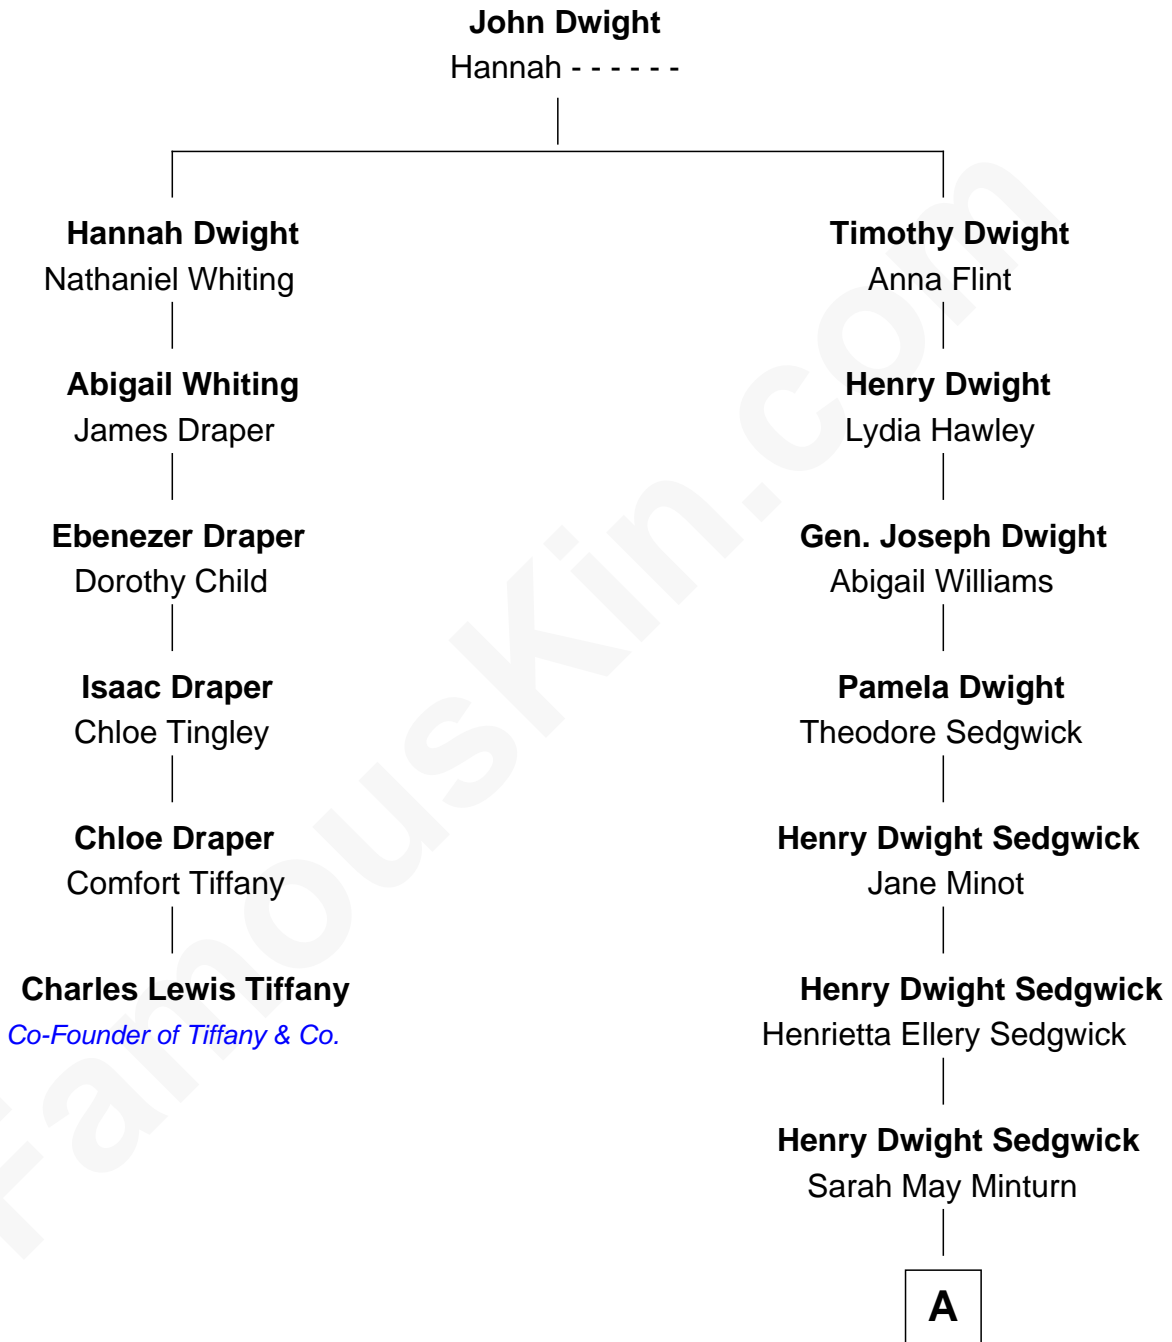 John Dwight
Hannah - - - - - -
Hannah Dwight
Nathaniel Whiting
Timothy Dwight
Anna Flint
Abigail Whiting
James Draper
Henry Dwight
Lydia Hawley
Ebenezer Draper
Dorothy Child
Gen. Joseph Dwight
Abigail Williams
Isaac Draper
Chloe Tingley
Pamela Dwight
Theodore Sedgwick
Chloe Draper
Comfort Tiffany
Henry Dwight Sedgwick
Jane Minot
Charles Lewis Tiffany
Co-Founder of Tiffany & Co.
Henry Dwight Sedgwick
Henrietta Ellery Sedgwick
Henry Dwight Sedgwick
Sarah May Minturn
A
FamousKin.com